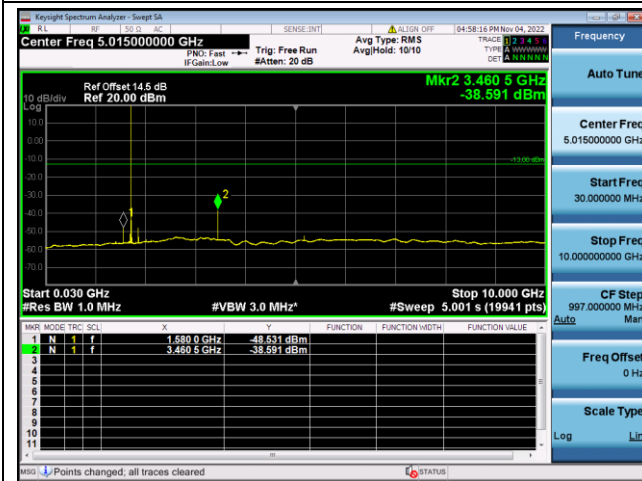 Keysight Spectrum Analyzer - Swept SA
RL RF 50 Ω AC SENSE:INT ALIGN OFF 04:58:16 PM Nov 04, 2022
Center Freq 5.015000000 GHz
PNO: Fast
IFGain:Low
Trig: Free Run
#Atten: 20 dB
Avg Type: RMS
Avg|Hold: 10/10
TRACE 1 2 3 4 5 6
TYPE A WWWWW
DET A N N N N N
Frequency
Auto Tune
Center Freq
5.015000000 GHz
Start Freq
30.000000 MHz
Stop Freq
10.000000000 GHz
CF Step
997.000000 MHz
Auto Man
Freq Offset
0 Hz
Scale Type
Log Lin
Mkr2 3.460 5 GHz
-38.591 dBm
Ref Offset 14.5 dB
10 dB/div Ref 20.00 dBm
Log
10.0
0.00
-10.0
-13.00 dBm
-20.0
-30.0
-40.0
-50.0
-60.0
-70.0
1
2
Start 0.030 GHz Stop 10.000 GHz
#Res BW 1.0 MHz #VBW 3.0 MHz* #Sweep 5.001 s (19941 pts)
MKR MODE TRC SCL X Y FUNCTION FUNCTION WIDTH FUNCTION VALUE
1 N 1 f 1.580 0 GHz -48.531 dBm
2 N 1 f 3.460 5 GHz -38.591 dBm
3
4
5
6
7
8
9
10
11
MSG Points changed; all traces cleared STATUS